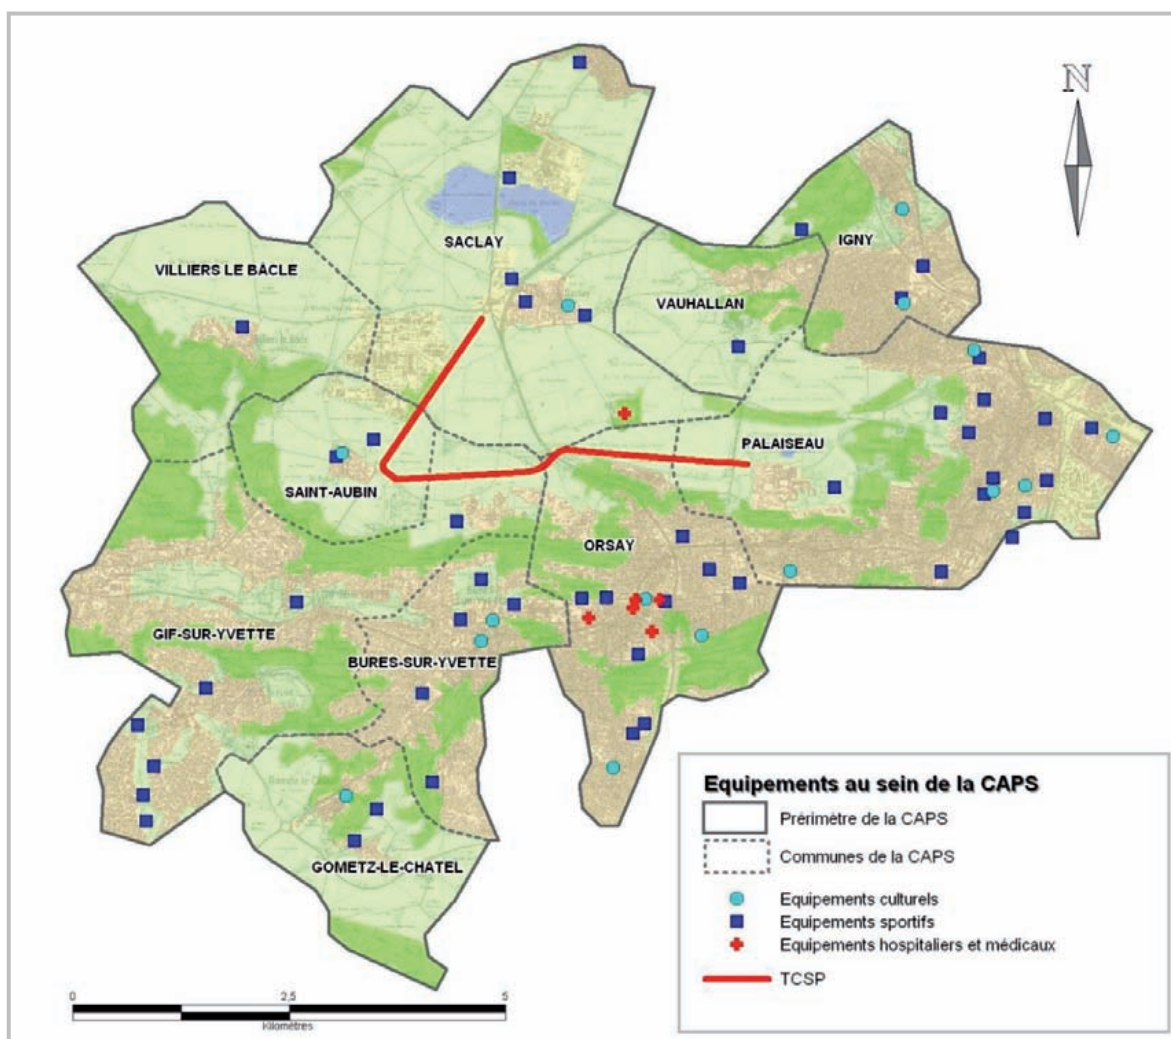 N
SACLAY
IGNY
VILLIERS LE BÂCLE
VAUHALLAN
PALAISEAU
SAINT-AUBIN
ORSAY
GIF-SUR-YVETTE
BURES-SUR-YVETTE
GOMETZ-LE-CHATEL
Equipements au sein de la CAPS
Prérimètre de la CAPS
Communes de la CAPS
Equipements culturels
Equipements sportifs
Equipements hospitaliers et médicaux
TCSP
0 2,5 5
Kilomètres